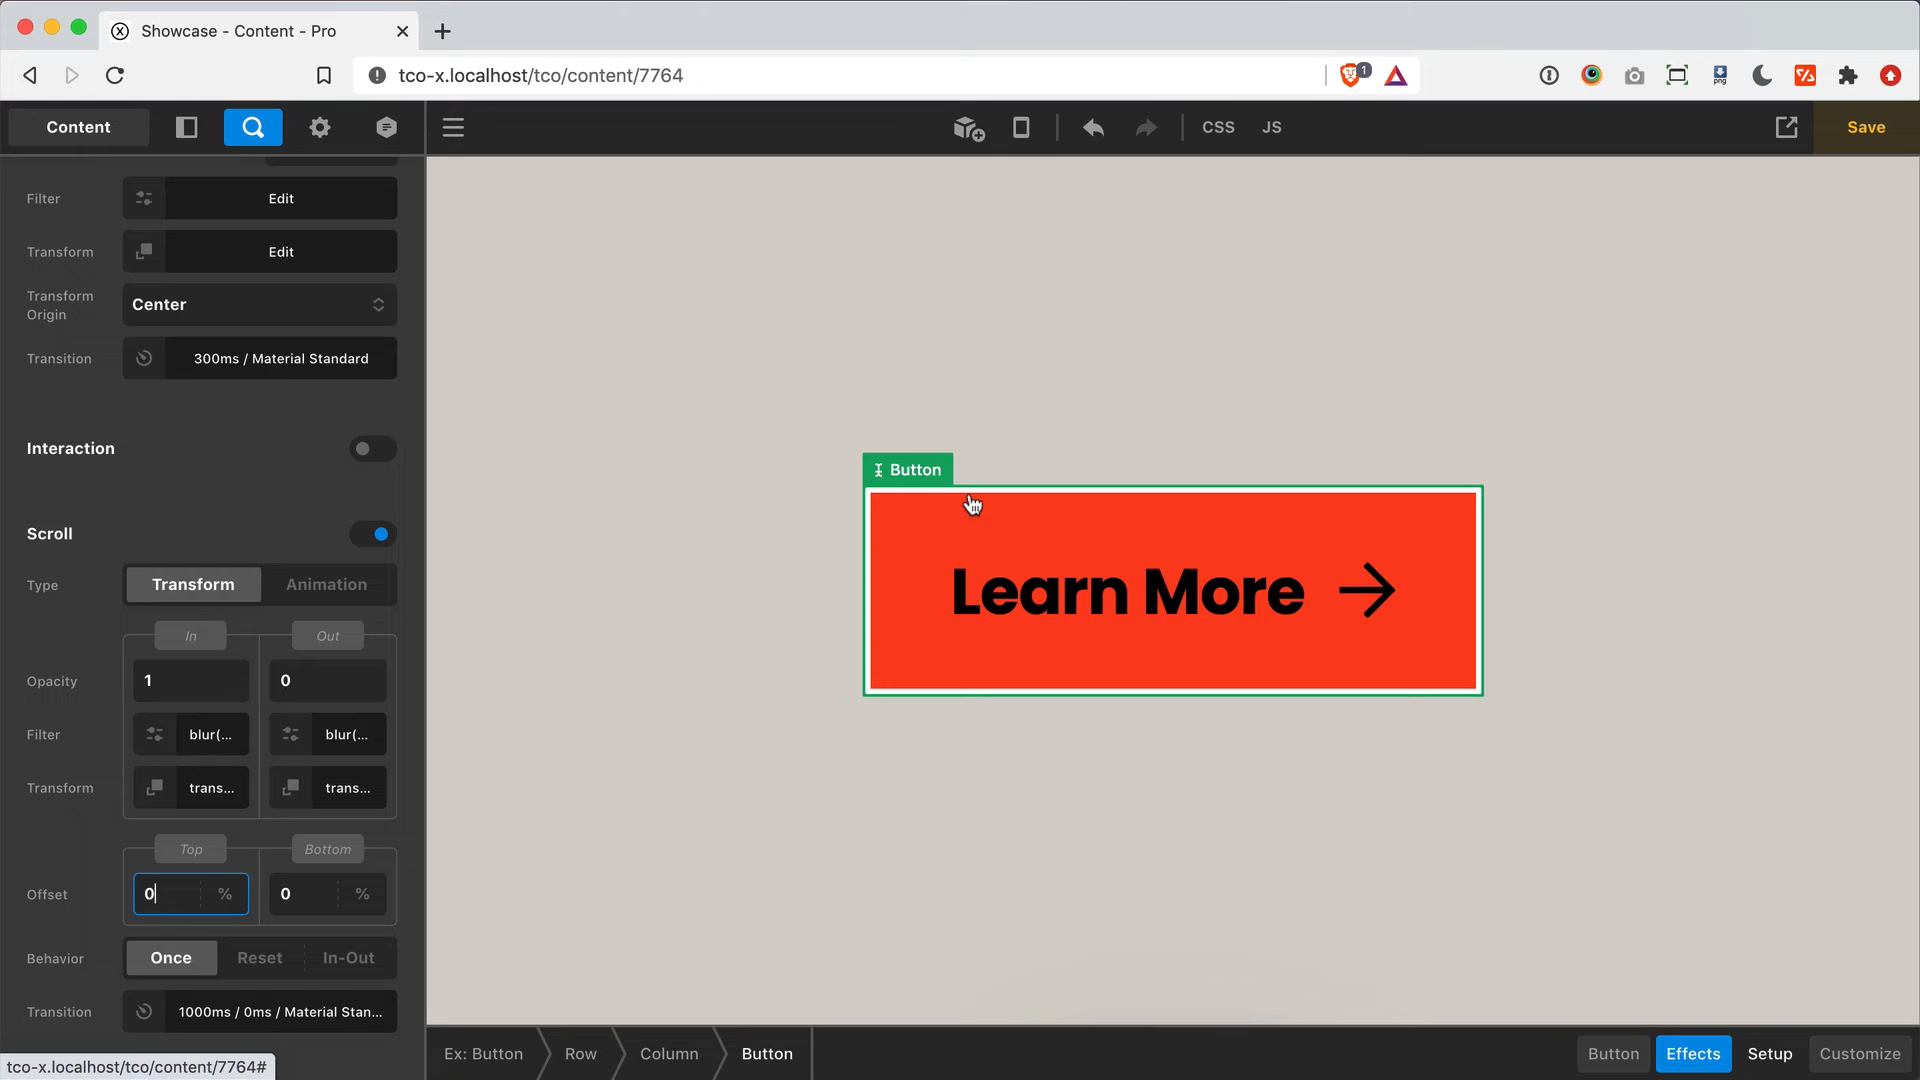 Showcase - Content - Pro
tco-x.localhost/tco/content/7764
1
png
Content
CSS
JS
Save
Filter
Edit
Transform
Edit
Transform
Origin
Center
Transition
300ms / Material Standard
Interaction
Scroll
Type
Transform
Animation
In
Out
Opacity
1
0
Filter
blur(...
blur(...
Transform
trans...
trans...
Top
Bottom
Offset
0
%
0
%
Behavior
Once
Reset
In-Out
Transition
1000ms / 0ms / Material Stan...
Button
Learn More
tco-x.localhost/tco/content/7764#
Ex: Button
Row
Column
Button
Button
Effects
Setup
Customize